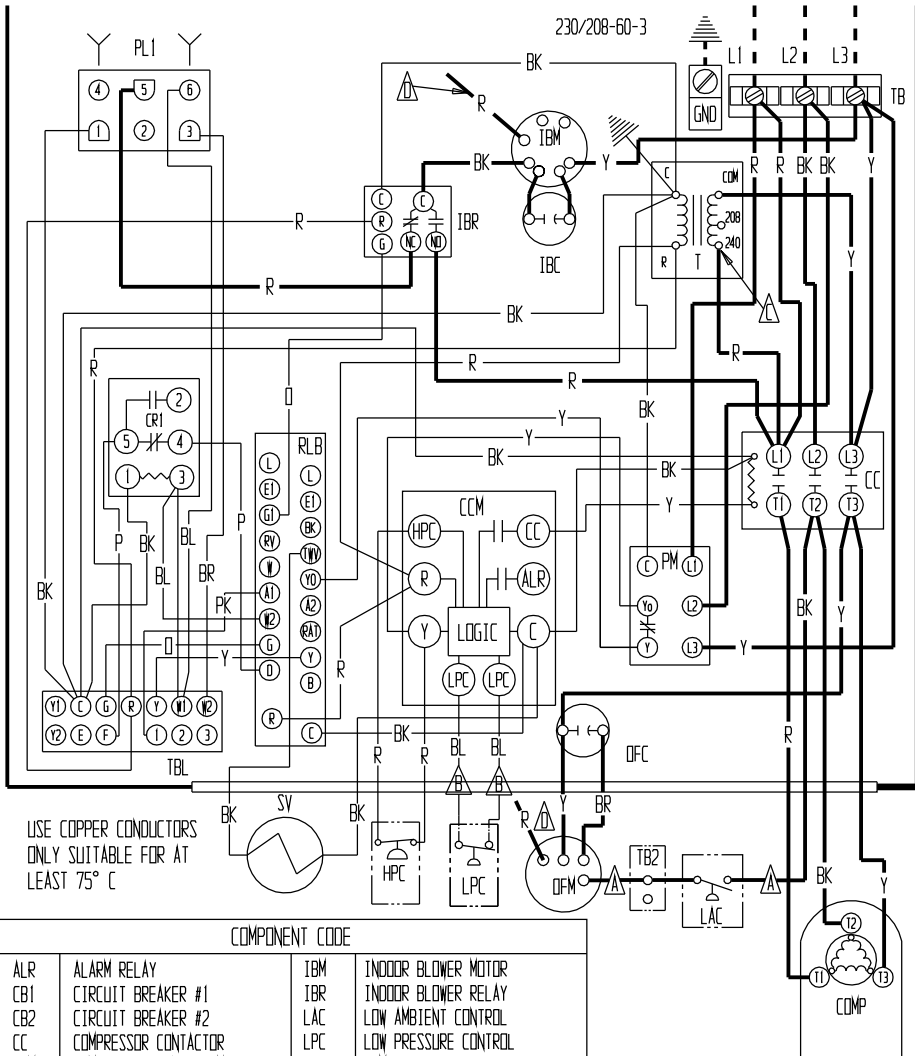 230/208-60-3
PL1
L1 L2 L3
BK
D
R
TB
4 5 6
1 2 3
GND
IBM
BK
Y
R R BK BK Y
C COM
C
R
G
C
NC NO
IBR
R
IBC
208
240
R T
Y
R
BK
C
R
R
R
BK
O
2
CR1
5 4
1 3
Y
Y
BK
BK
RLB
L
E1
G1
RV
W
A1
W2
G
O
R
L
E1
BK
TWV
YO
A2
RAT
Y
B
C
CCM
HPC CC
R ALR
Y LOGIC C
LPC LPC
L1 L2 L3
CC
T1 T2 T3
Y
PM
C L1
Yo L2
Y L3
Y
P
BK
BL
BL
BR
P
PK
O
Y
BK
R
BK
Y
Y1 C G R Y W1 W2
Y2 E F 1 2 3
TBL
BK
R
R
BL
BL
B
B
OFC
R
Y
BR
BK
SV
BK
R
D
HPC
LPC
OFM
A
TB2
LAC
A
BK
Y
USE COPPER CONDUCTORS
ONLY SUITABLE FOR AT
LEAST 75° C
T2
T1 T3
COMP
COMPONENT CODE
ALR ALARM RELAY IBM INDOOR BLOWER MOTOR
CB1 CIRCUIT BREAKER #1 IBR INDOOR BLOWER RELAY
CB2 CIRCUIT BREAKER #2 LAC LOW AMBIENT CONTROL
CC COMPRESSOR CONTACTOR LPC LOW PRESSURE CONTROL